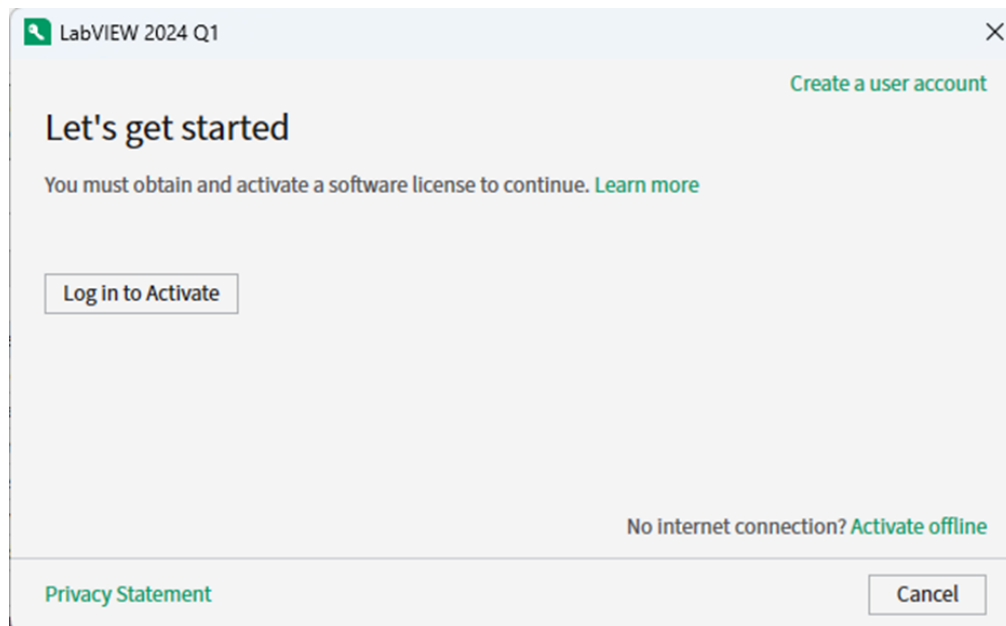 LabVIEW 2024 Q1
Create a user account
Let's get started
You must obtain and activate a software license to continue. Learn more
Log in to Activate
No internet connection? Activate offline
Privacy Statement
Cancel